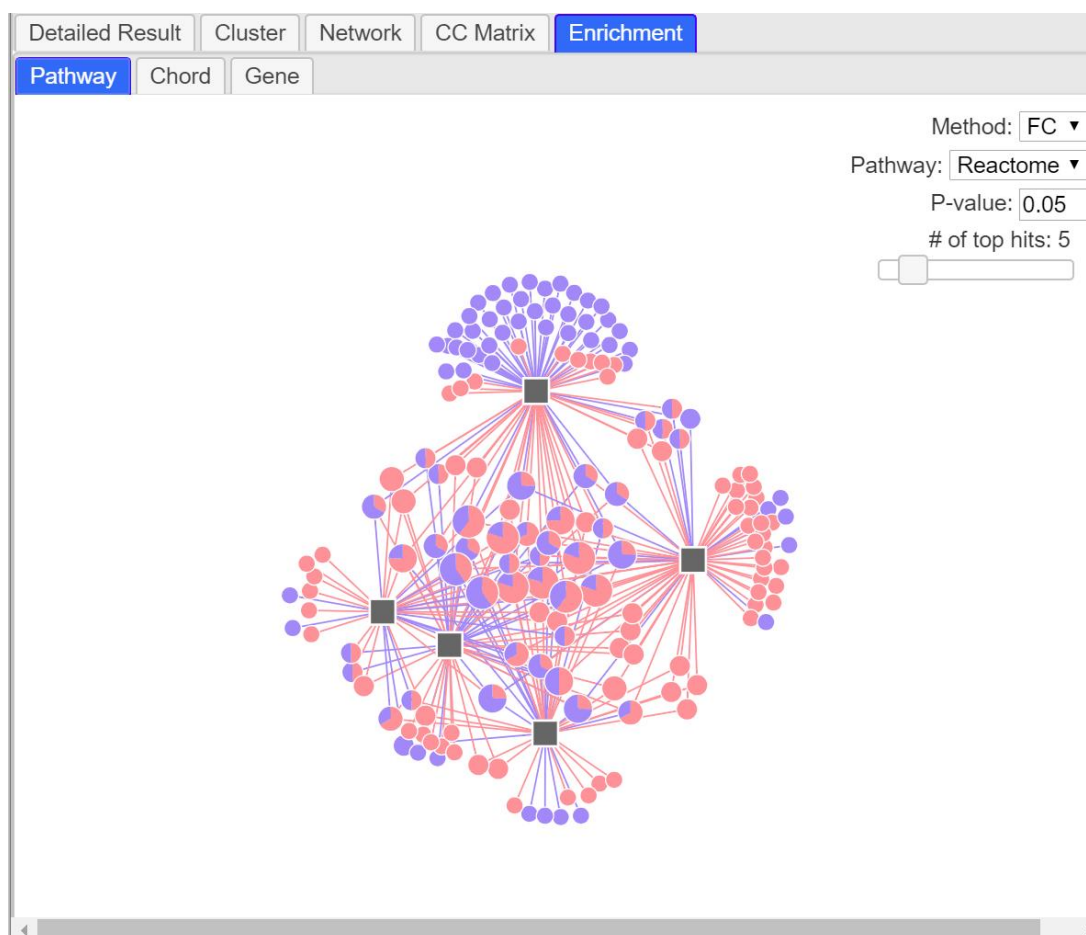 Detailed Result Cluster Network CC Matrix Enrichment
Pathway Chord Gene
Method: FC
Pathway: Reactome
P-value: 0.05
# of top hits: 5